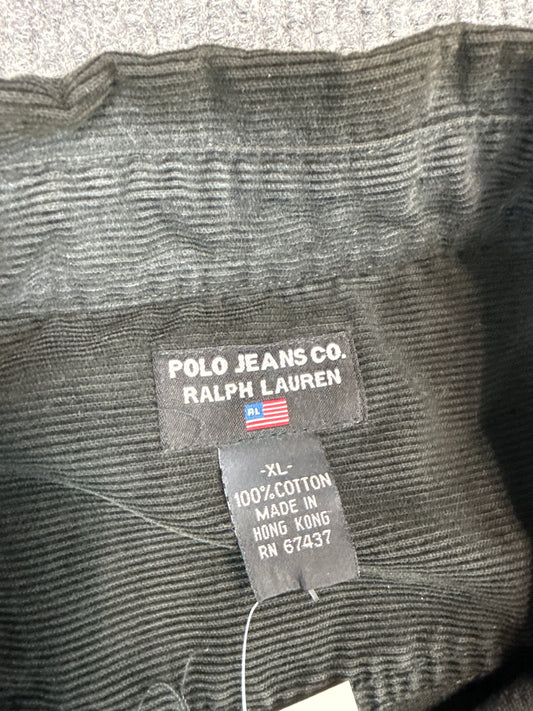 POLO JEANS CO.
RALPH LAUREN
RL
-XL-
100% COTTON
MADE IN
HONG KONG
RN 67437